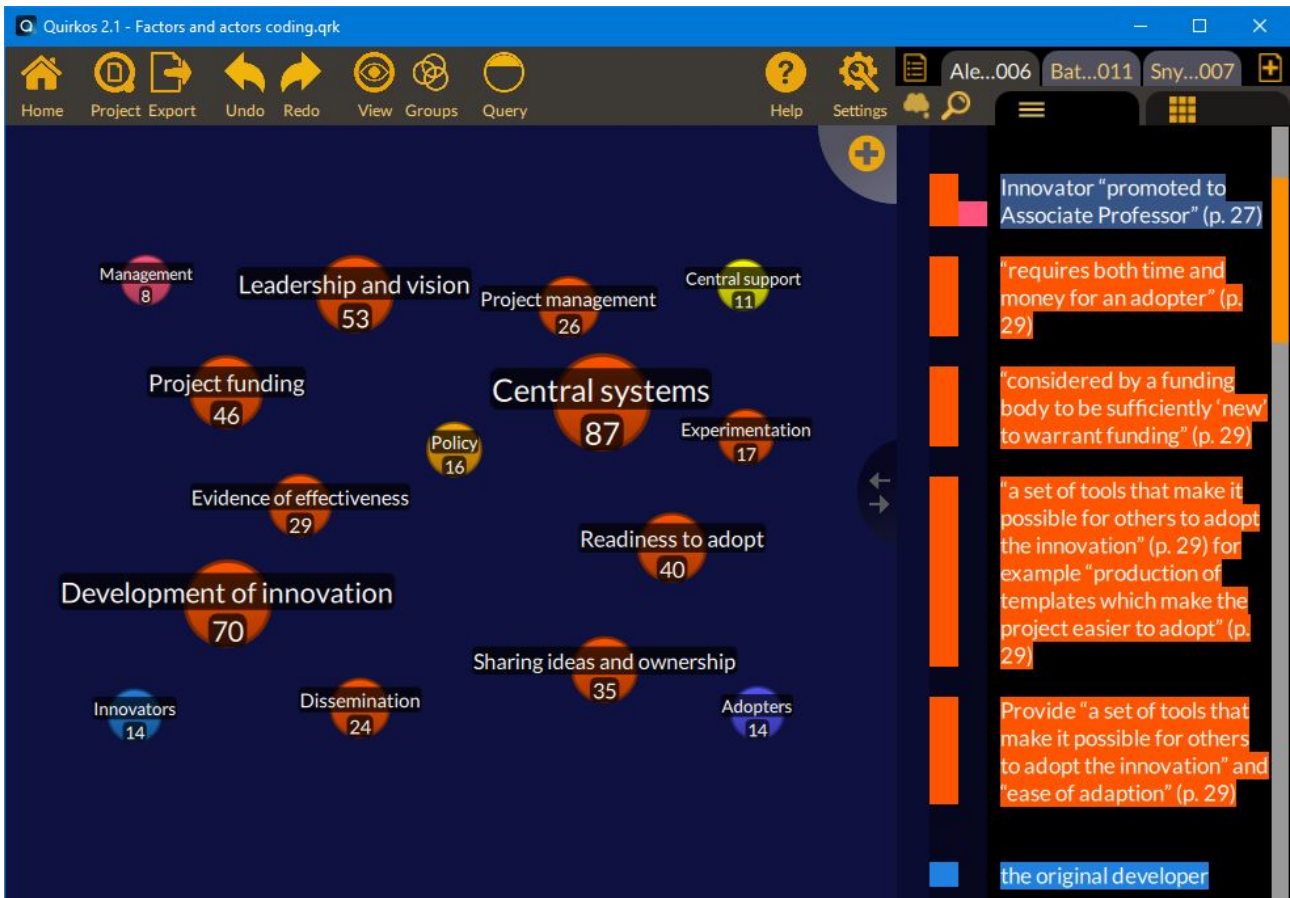 Quirkos 2.1 - Factors and actors coding.qrk
Home
Project
Export
Undo
Redo
View
Groups
Query
Help
Settings
Ale...006
Bat...011
Sny...007
Management
8
Leadership and vision
53
Project management
26
Central support
11
Project funding
46
Central systems
87
Policy
16
Experimentation
17
Evidence of effectiveness
29
Readiness to adopt
40
Development of innovation
70
Sharing ideas and ownership
35
Innovators
14
Dissemination
24
Adopters
14
Innovator “promoted to
Associate Professor” (p. 27)
“requires both time and
money for an adopter” (p.
29)
“considered by a funding
body to be sufficiently ‘new’
to warrant funding” (p. 29)
“a set of tools that make it
possible for others to adopt
the innovation” (p. 29) for
example “production of
templates which make the
project easier to adopt” (p.
29)
Provide “a set of tools that
make it possible for others
to adopt the innovation” and
“ease of adaption” (p. 29)
the original developer